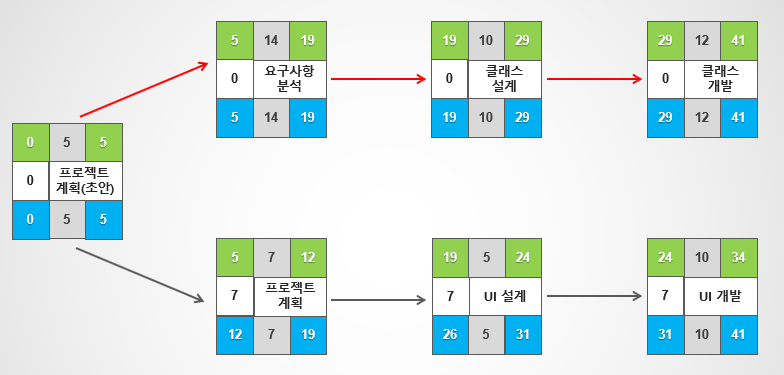 5 14 19
0 요구사항
분석
5 14 19
19 10 29
0 클래스
설계
19 10 29
29 12 41
0 클래스
개발
29 12 41
0 5 5
0 프로젝트
계획(초안)
0 5 5
5 7 12
7 프로젝트
계획
12 7 19
19 5 24
7 UI 설계
26 5 31
24 10 34
7 UI 개발
31 10 41